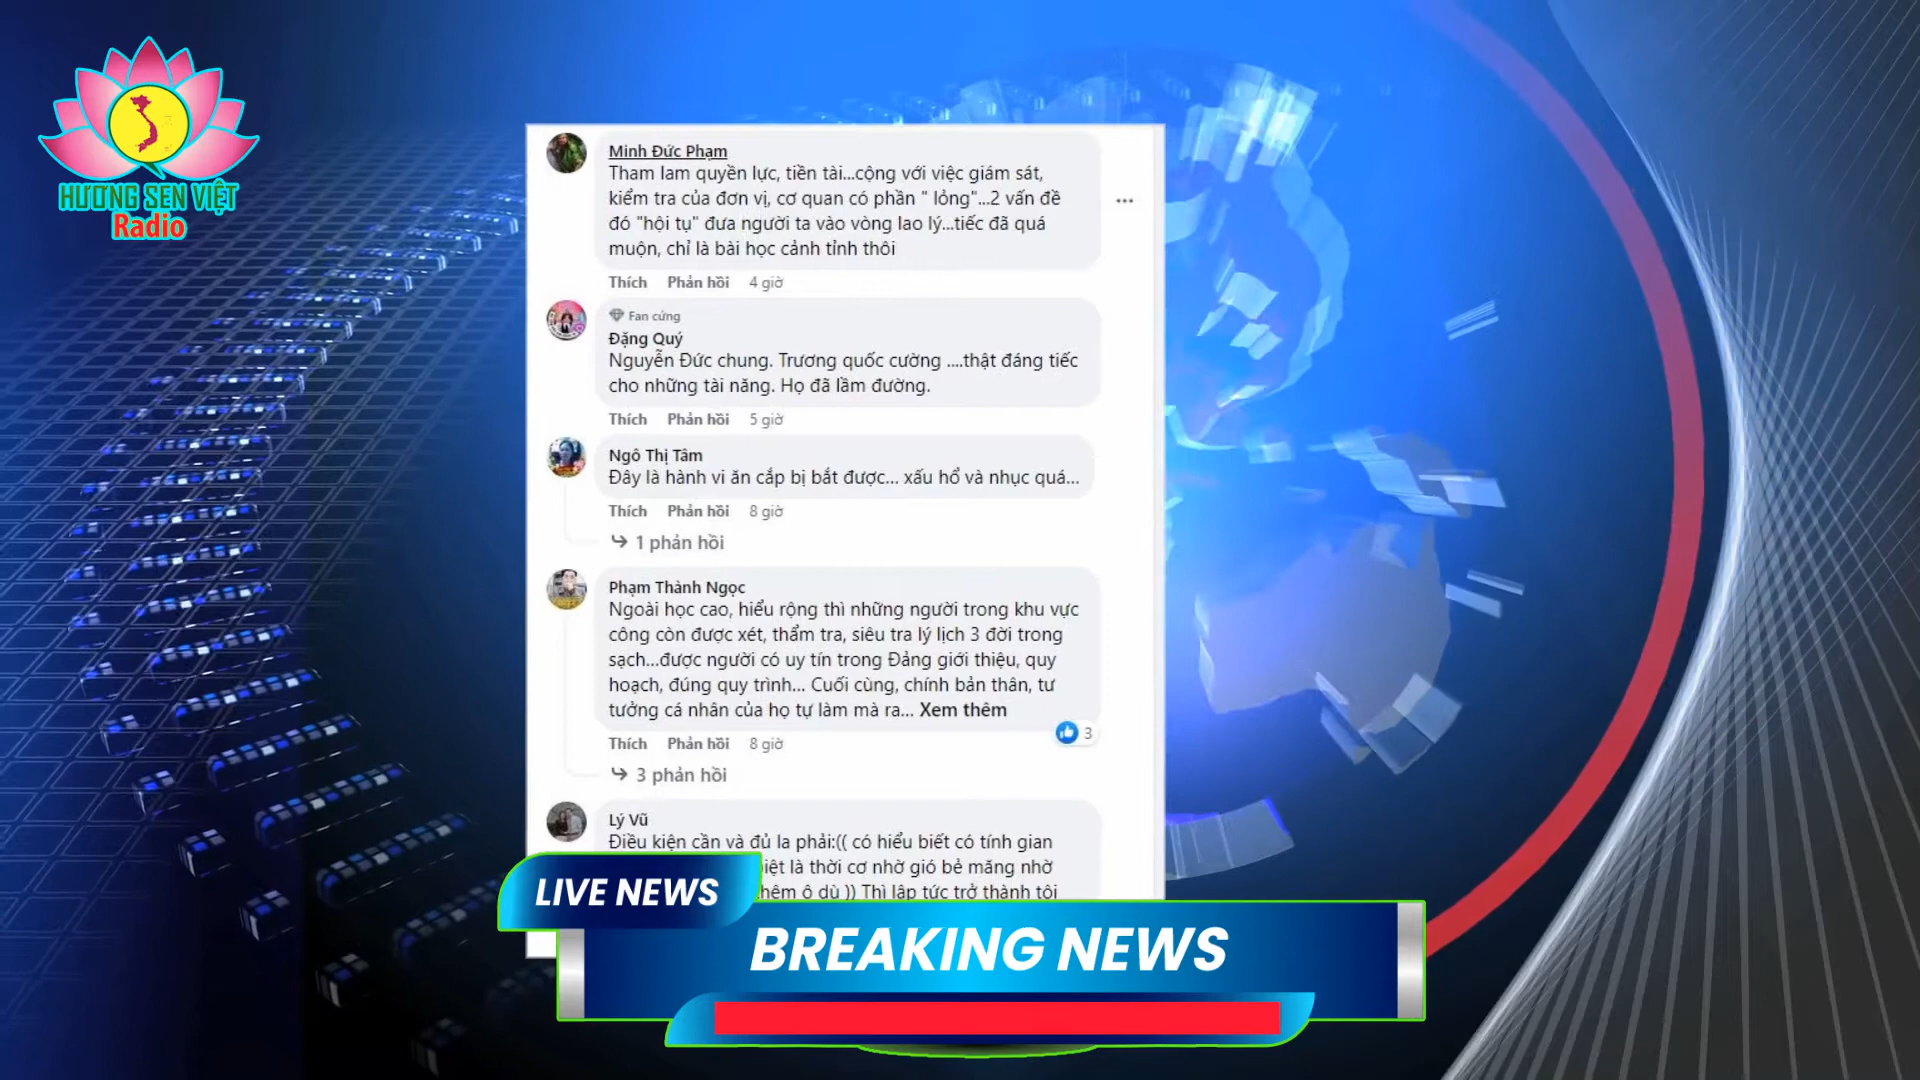 HƯƠNG SEN VIỆT
Radio
Minh Đức Phạm
Tham lam quyền lực, tiền tài...cộng với việc giám sát,
kiểm tra của đơn vị, cơ quan có phần " lỏng"...2 vấn đề
đó "hội tụ" đưa người ta vào vòng lao lý...tiếc đã quá
muộn, chỉ là bài học cảnh tỉnh thôi
Thích Phản hồi 4 giờ
Fan cứng
Đặng Quý
Nguyễn Đức chung. Trương quốc cường ....thật đáng tiếc
cho những tài năng. Họ đã lầm đường.
Thích Phản hồi 5 giờ
Ngô Thị Tâm
Đây là hành vi ăn cắp bị bắt được... xấu hổ và nhục quá...
Thích Phản hồi 8 giờ
1 phản hồi
Phạm Thành Ngọc
Ngoài học cao, hiểu rộng thì những người trong khu vực
công còn được xét, thẩm tra, siêu tra lý lịch 3 đời trong
sạch...được người có uy tín trong Đảng giới thiệu, quy
hoạch, đúng quy trình... Cuối cùng, chính bản thân, tư
tưởng cá nhân của họ tự làm mà ra... Xem thêm
3
Thích Phản hồi 8 giờ
3 phản hồi
Lý Vũ
Điều kiện cần và đủ la phải:(( có hiểu biết có tính gian
là thời cơ nhờ gió bẻ măng nhờ
ô dù )) Thì lập tức trở thành tôi
LIVE NEWS
BREAKING NEWS